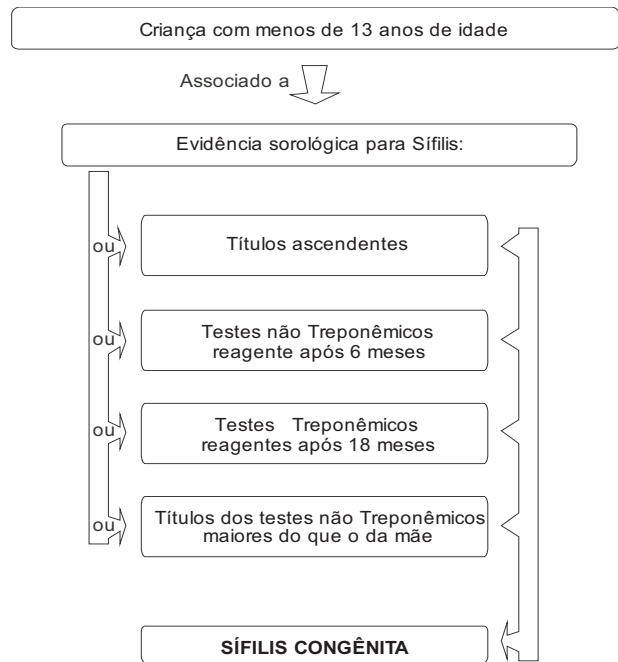 Criança com menos de 13 anos de idade
Associado a
Evidência sorológica para Sífilis:
ou
Títulos ascendentes
ou
Testes não Treponêmicos
reagente após 6 meses
ou
Testes Treponêmicos
reagentes após 18 meses
ou
Títulos dos testes não Treponêmicos
maiores do que o da mãe
SÍFILIS CONGÊNITA